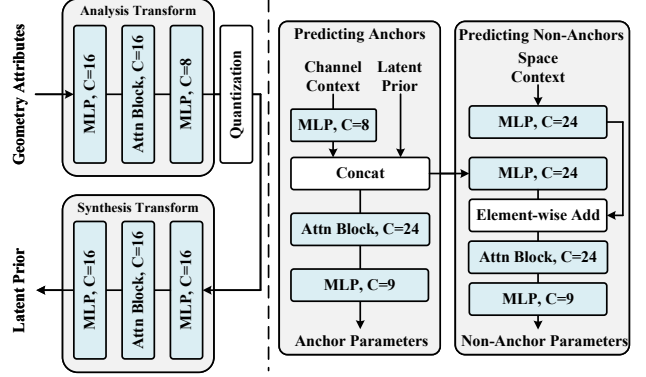 Analysis Transform
Geometry Attributes
MLP, C=16
Attn Block, C=16
MLP, C=8
Quantization
Synthesis Transform
Latent Prior
MLP, C=16
Attn Block, C=16
MLP, C=16
Predicting Anchors
Channel
Context
Latent
Prior
MLP, C=8
Concat
Attn Block, C=24
MLP, C=9
Anchor Parameters
Predicting Non-Anchors
Space
Context
MLP, C=24
MLP, C=24
Element-wise Add
Attn Block, C=24
MLP, C=9
Non-Anchor Parameters